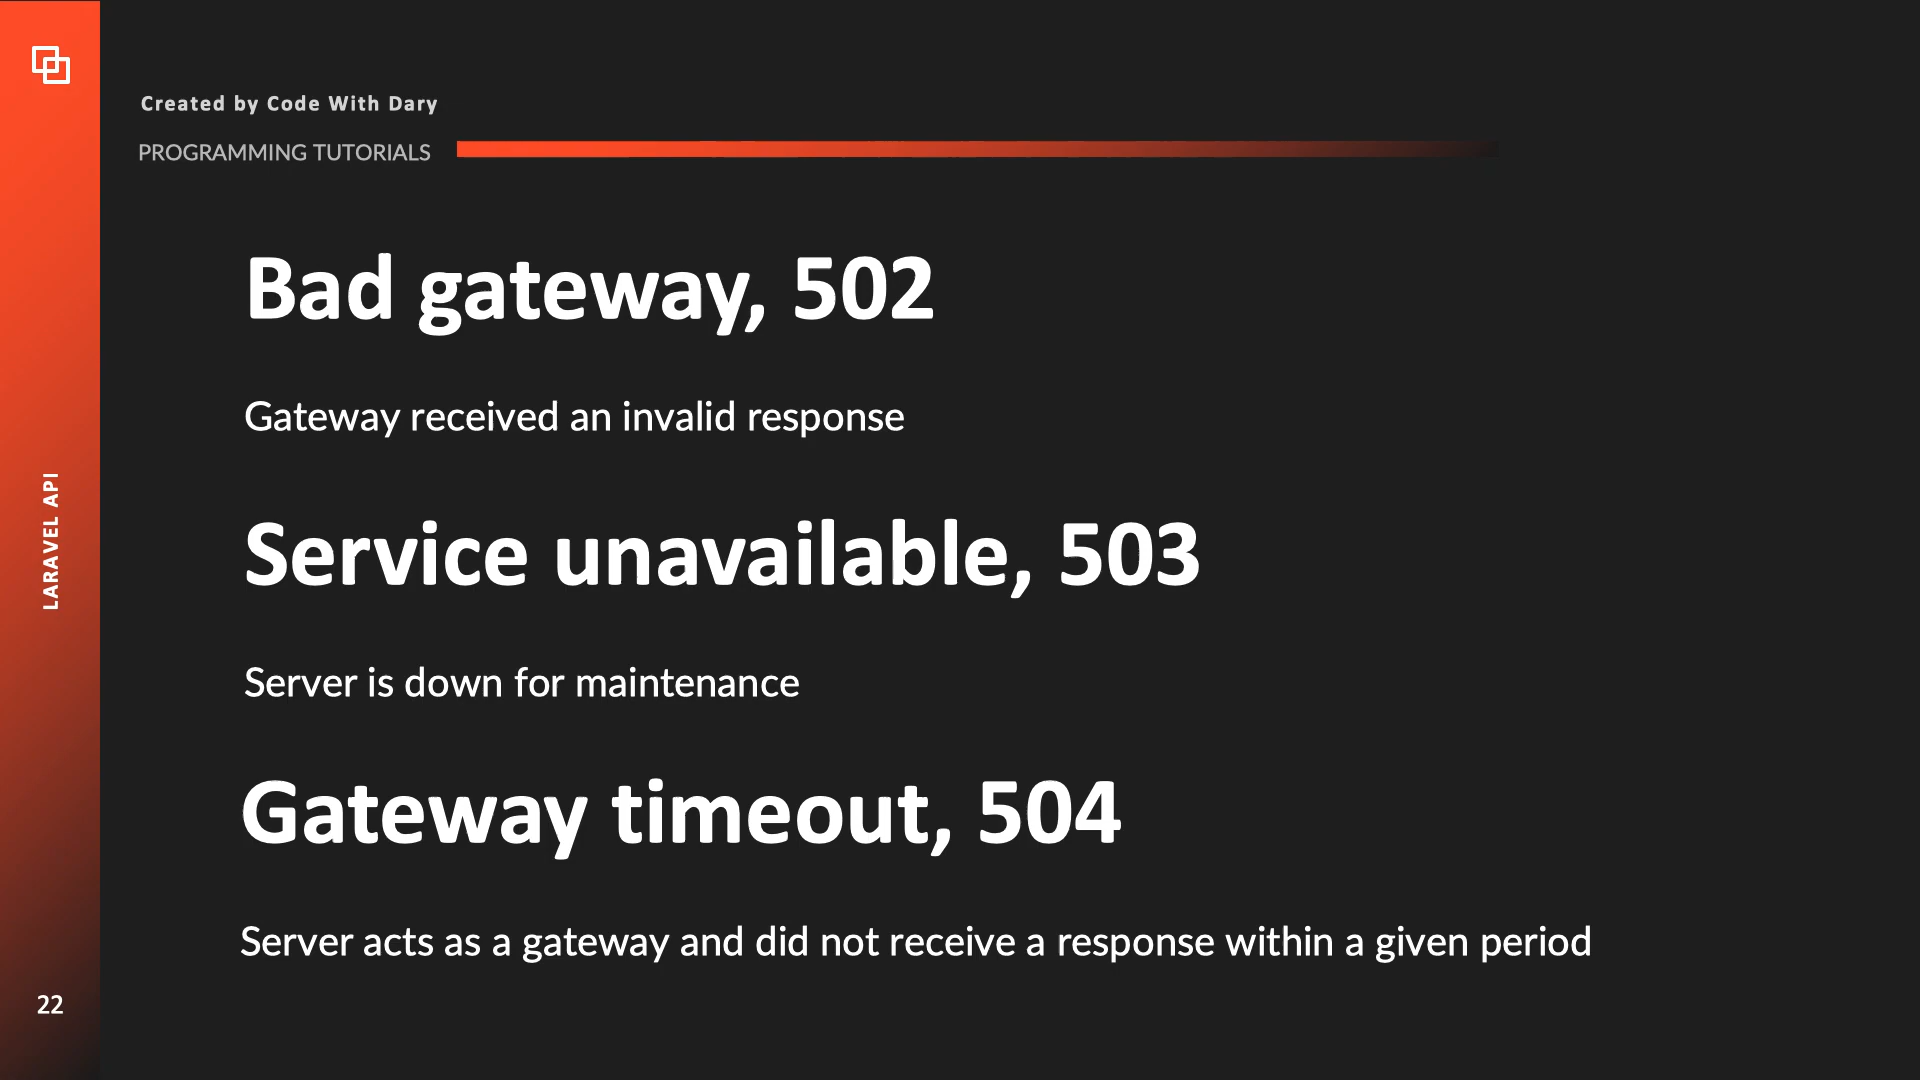 Created by Code With Dary
PROGRAMMING TUTORIALS
Bad gateway, 502
Gateway received an invalid response
Service unavailable, 503
Server is down for maintenance
Gateway timeout, 504
Server acts as a gateway and did not receive a response within a given period
LARAVEL API
22